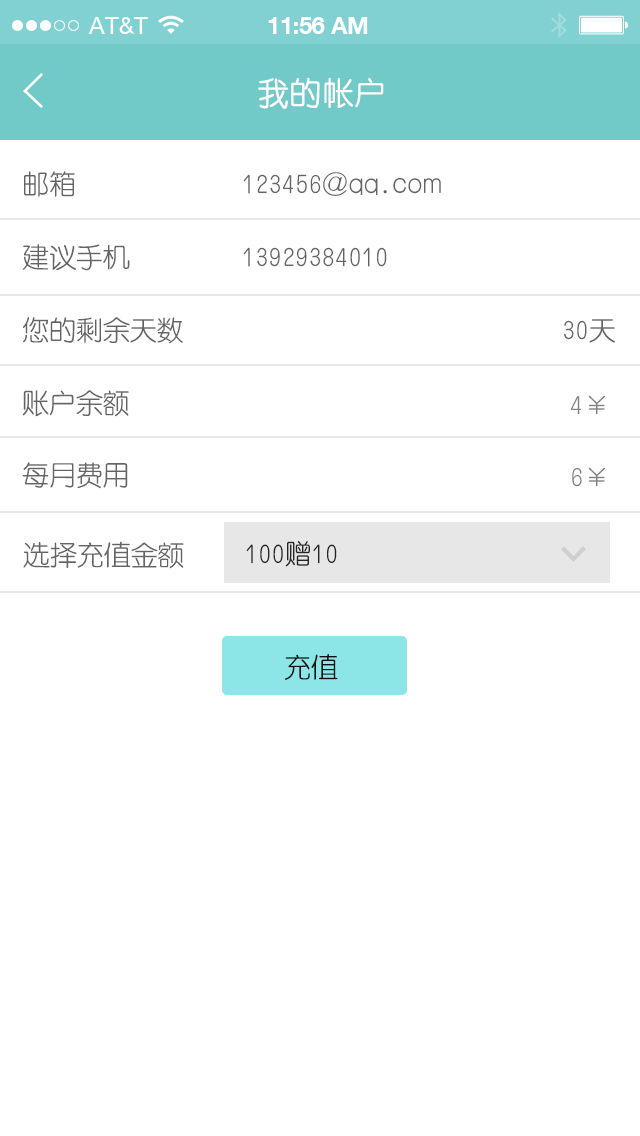 AT&T 11:56 AM
我的帐户
邮箱 123456@qq.com
建议手机 13929384010
您的剩余天数 30天
账户余额 4¥
每月费用 6¥
选择充值金额 100赠10
充值